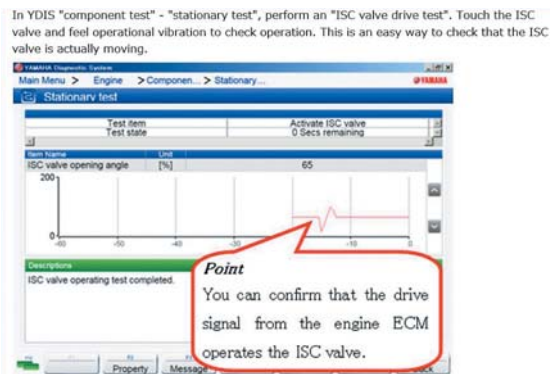 In YDIS "component test" - "stationary test", perform an "ISC valve drive test". Touch the ISC
valve and feel operational vibration to check operation. This is an easy way to check that the ISC
valve is actually moving.
YAMAHA Diagnostic System
Main Menu > Engine > Componen... > Stationary...
YAMAHA
Stationary test
Test item Activate ISC valve
Test state 0 Secs remaining
Item Name Unit
ISC valve opening angle [%] 65
200
0
-60 -50 -40 -30 -10 0
Descriptions
ISC valve operating test completed.
Point
You can confirm that the drive
signal from the engine ECM
operates the ISC valve.
Property Message